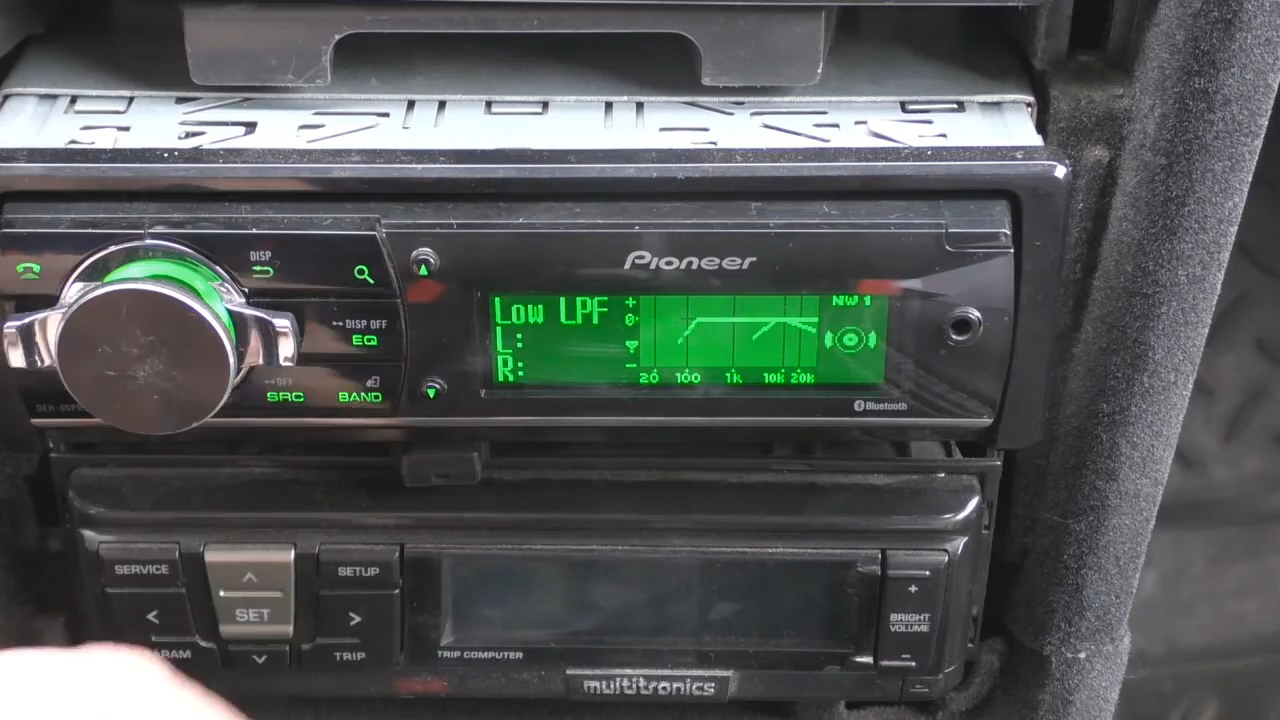 Pioneer
DISP
DISP OFF
EQ
OFF
SRC
BAND
Low LPF
L:
R:
+
0
−
20 100 1k 10k 20k
NW 1
Bluetooth
SERVICE
SETUP
SET
TRIP
TRIP COMPUTER
+
BRIGHT
VOLUME
−
multitronics